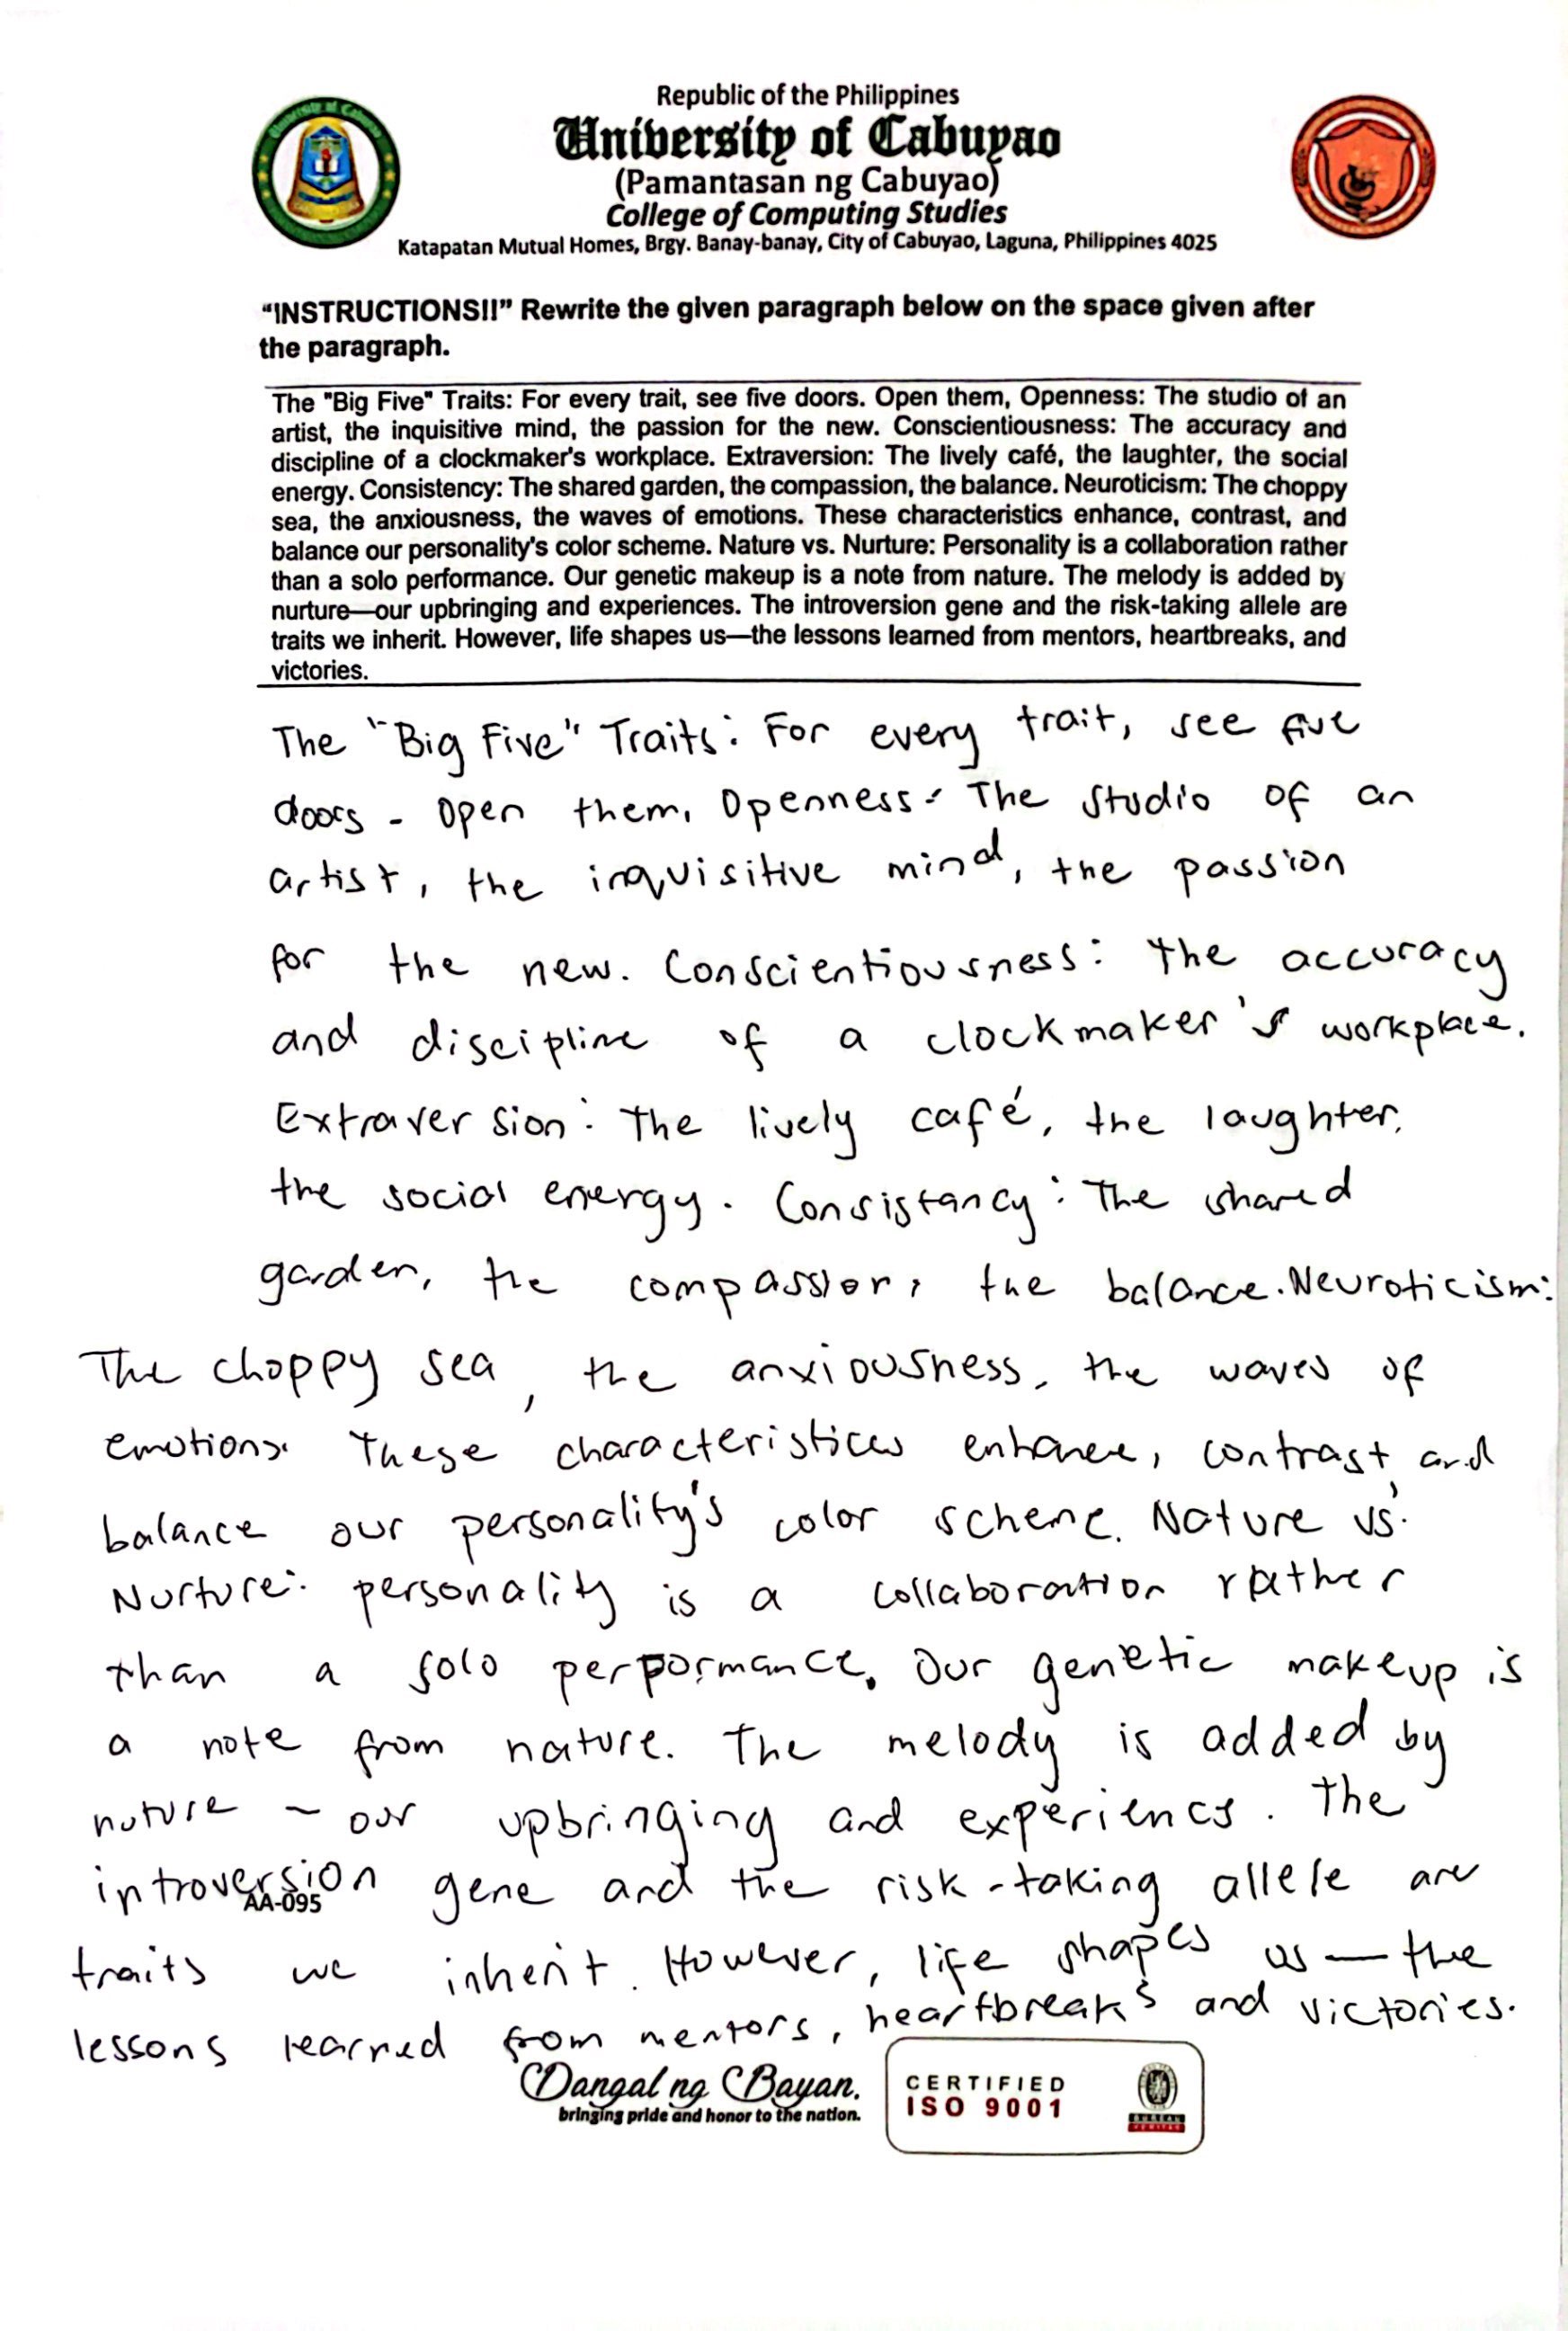 Republic of the Philippines
University of Cabuyao
(Pamantasan ng Cabuyao)
College of Computing Studies
Katapatan Mutual Homes, Brgy. Banay-banay, City of Cabuyao, Laguna, Philippines 4025
“INSTRUCTIONS!!” Rewrite the given paragraph below on the space given after
the paragraph.
The "Big Five" Traits: For every trait, see five doors. Open them, Openness: The studio of an
artist, the inquisitive mind, the passion for the new. Conscientiousness: The accuracy and
discipline of a clockmaker's workplace. Extraversion: The lively café, the laughter, the social
energy. Consistency: The shared garden, the compassion, the balance. Neuroticism: The choppy
sea, the anxiousness, the waves of emotions. These characteristics enhance, contrast, and
balance our personality's color scheme. Nature vs. Nurture: Personality is a collaboration rather
than a solo performance. Our genetic makeup is a note from nature. The melody is added by
nurture—our upbringing and experiences. The introversion gene and the risk-taking allele are
traits we inherit. However, life shapes us—the lessons learned from mentors, heartbreaks, and
victories.
The "Big Five" Traits: For every trait, see five
doors - Open them, Openness: The studio of an
artist, the inquisitive mind, the passion
for the new. Conscientiousness: The accuracy
and discipline of a clockmaker's workplace.
Extraversion: The lively café, the laughter,
the social energy. Consistancy: The shared
garden, the compassion, the balance. Neuroticism:
The choppy sea, the anxiousness, the waves of
emotions. These characteristices enhance, contrast, and
balance our personality's color scheme. Nature vs.
Nurture: personality is a collaboration rather
than a solo performance. Our genetic makeup is
a note from nature. The melody is added by
nuture - our upbringing and experiencs. The
introversion gene and the risk-taking allele are
AA-095
traits we inherit. However, life shapes us — the
lessons learned from mentors, heartbreaks and victories.
Dangal ng Bayan.
bringing pride and honor to the nation.
CERTIFIED
ISO 9001
BUREAU
VERITAS